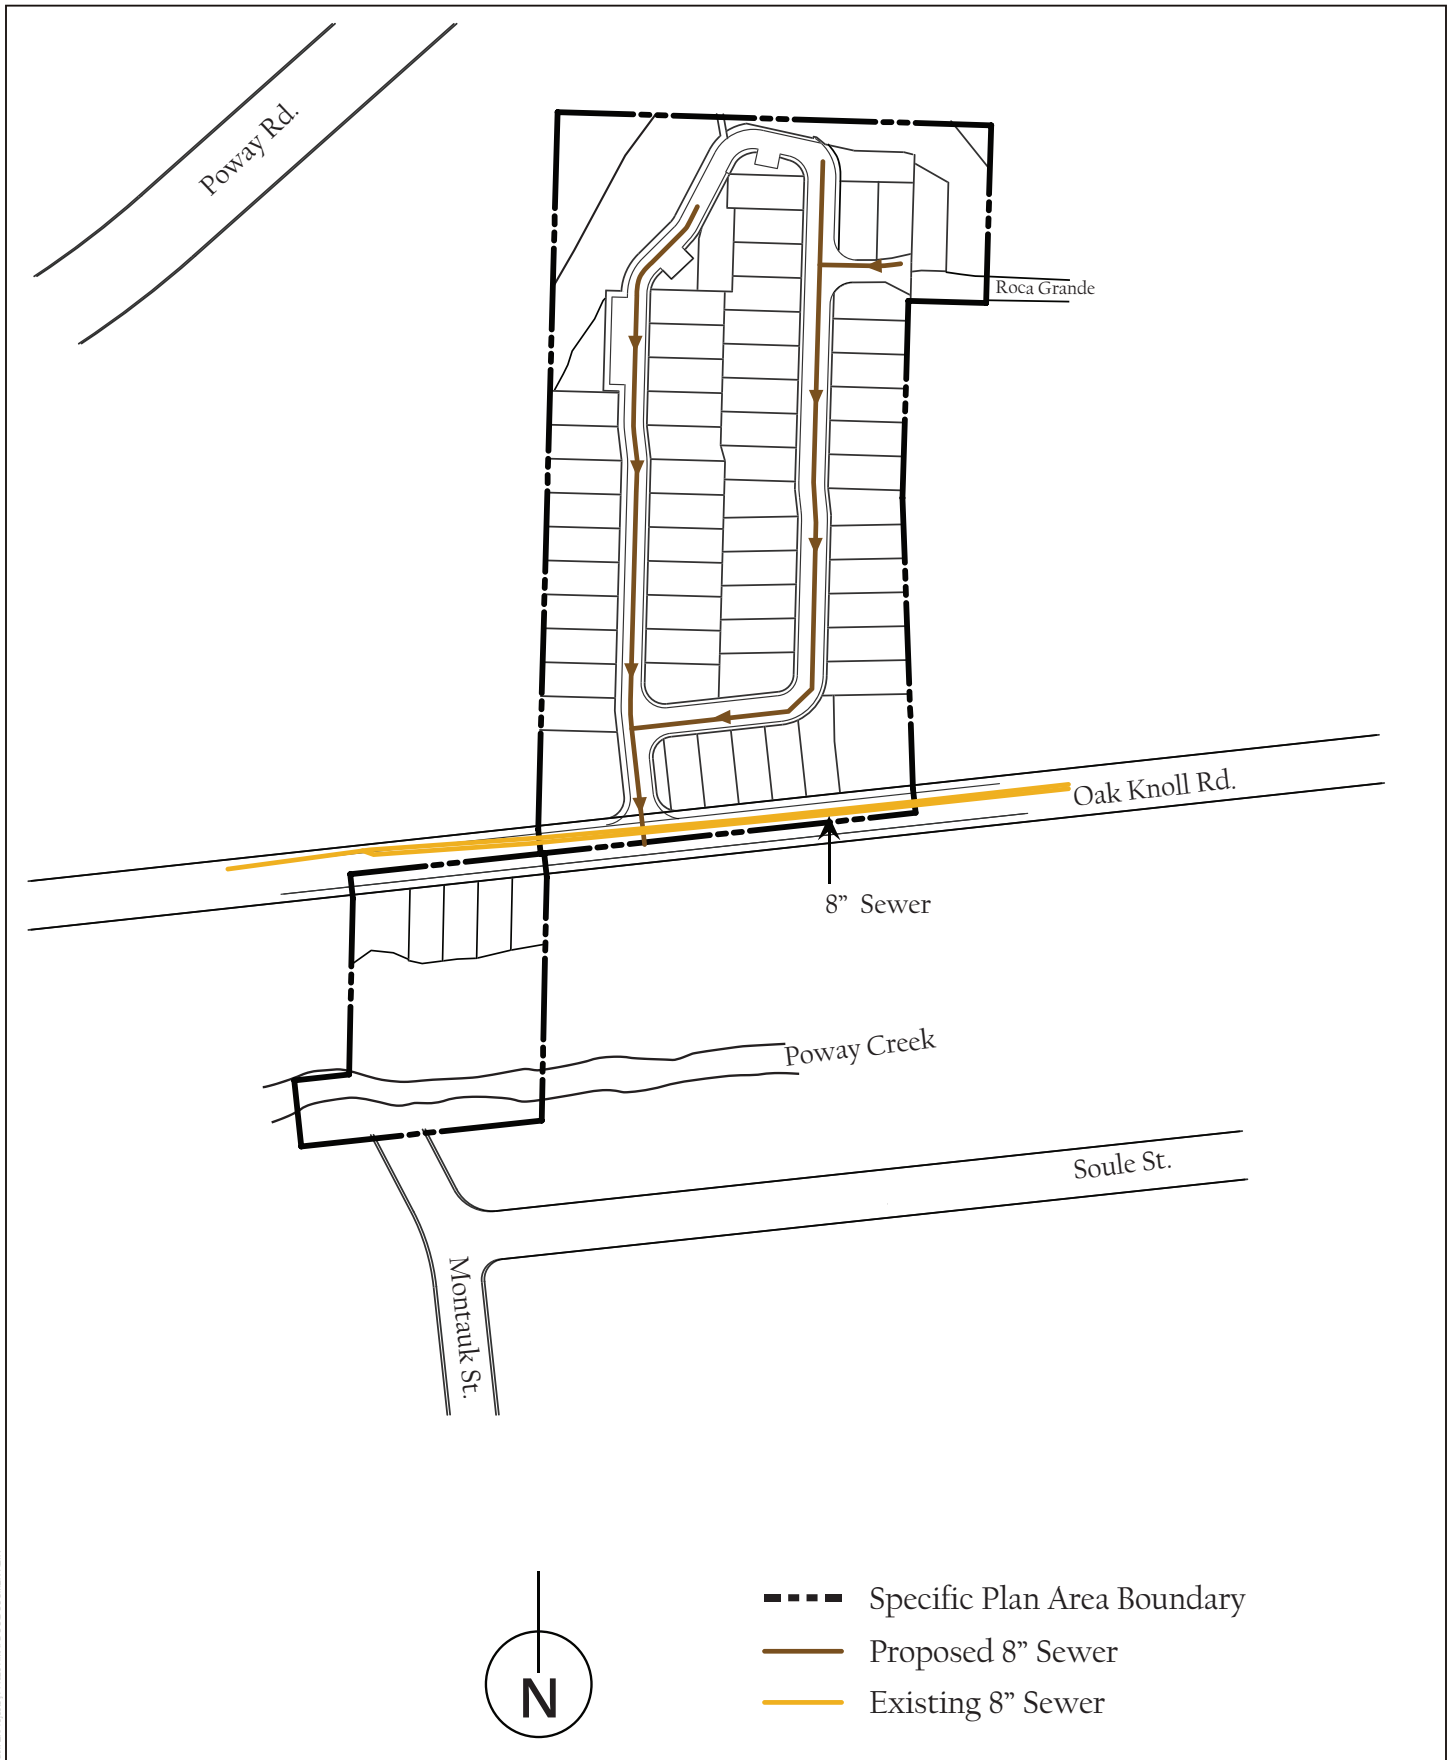 Poway Rd.
Roca Grande
Oak Knoll Rd.
8” Sewer
Poway Creek
Soule St.
Montauk St.
N
Specific Plan Area Boundary
Proposed 8” Sewer
Existing 8” Sewer